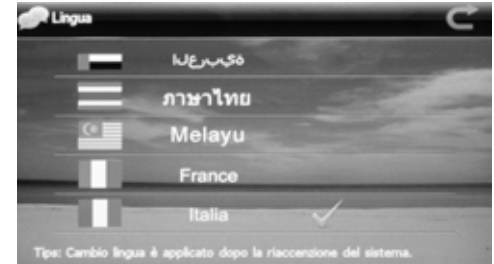 Lingua
العربية
ภาษาไทย
Melayu
France
Italia
Tips: Cambio lingua è applicato dopo la riaccenzione del sistema.